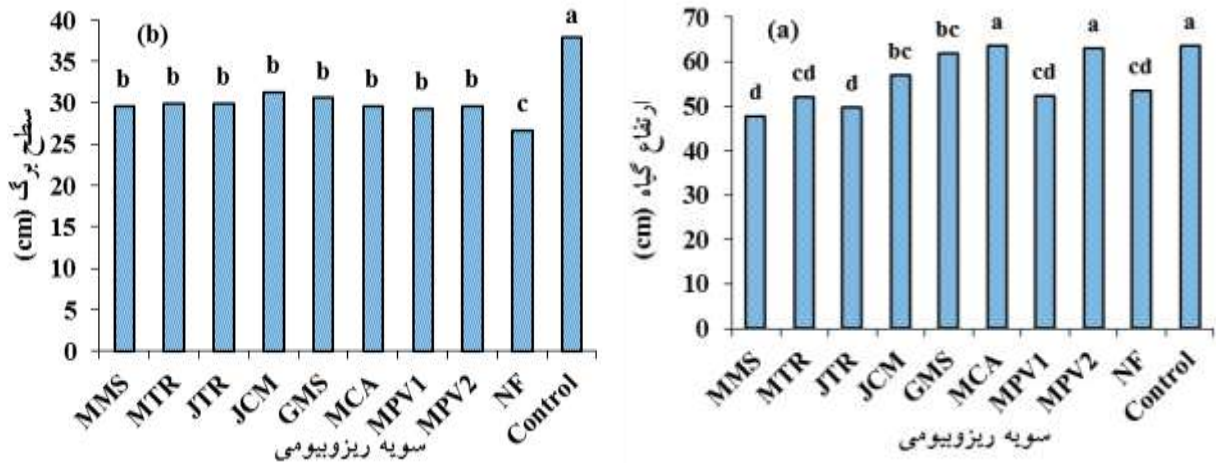 (b)
سطح برگ (cm)
40
35
30
25
20
15
10
5
0
b b b b b b b b c a
MMS MTR JTR JCM GMS MCA MPV1 MPV2 NF Control
سویه ریزوبیومی
(a)
ارتفاع گیاه (cm)
70
60
50
40
30
20
10
0
d cd d bc bc a cd a cd a
MMS MTR JTR JCM GMS MCA MPV1 MPV2 NF Control
سویه ریزوبیومی